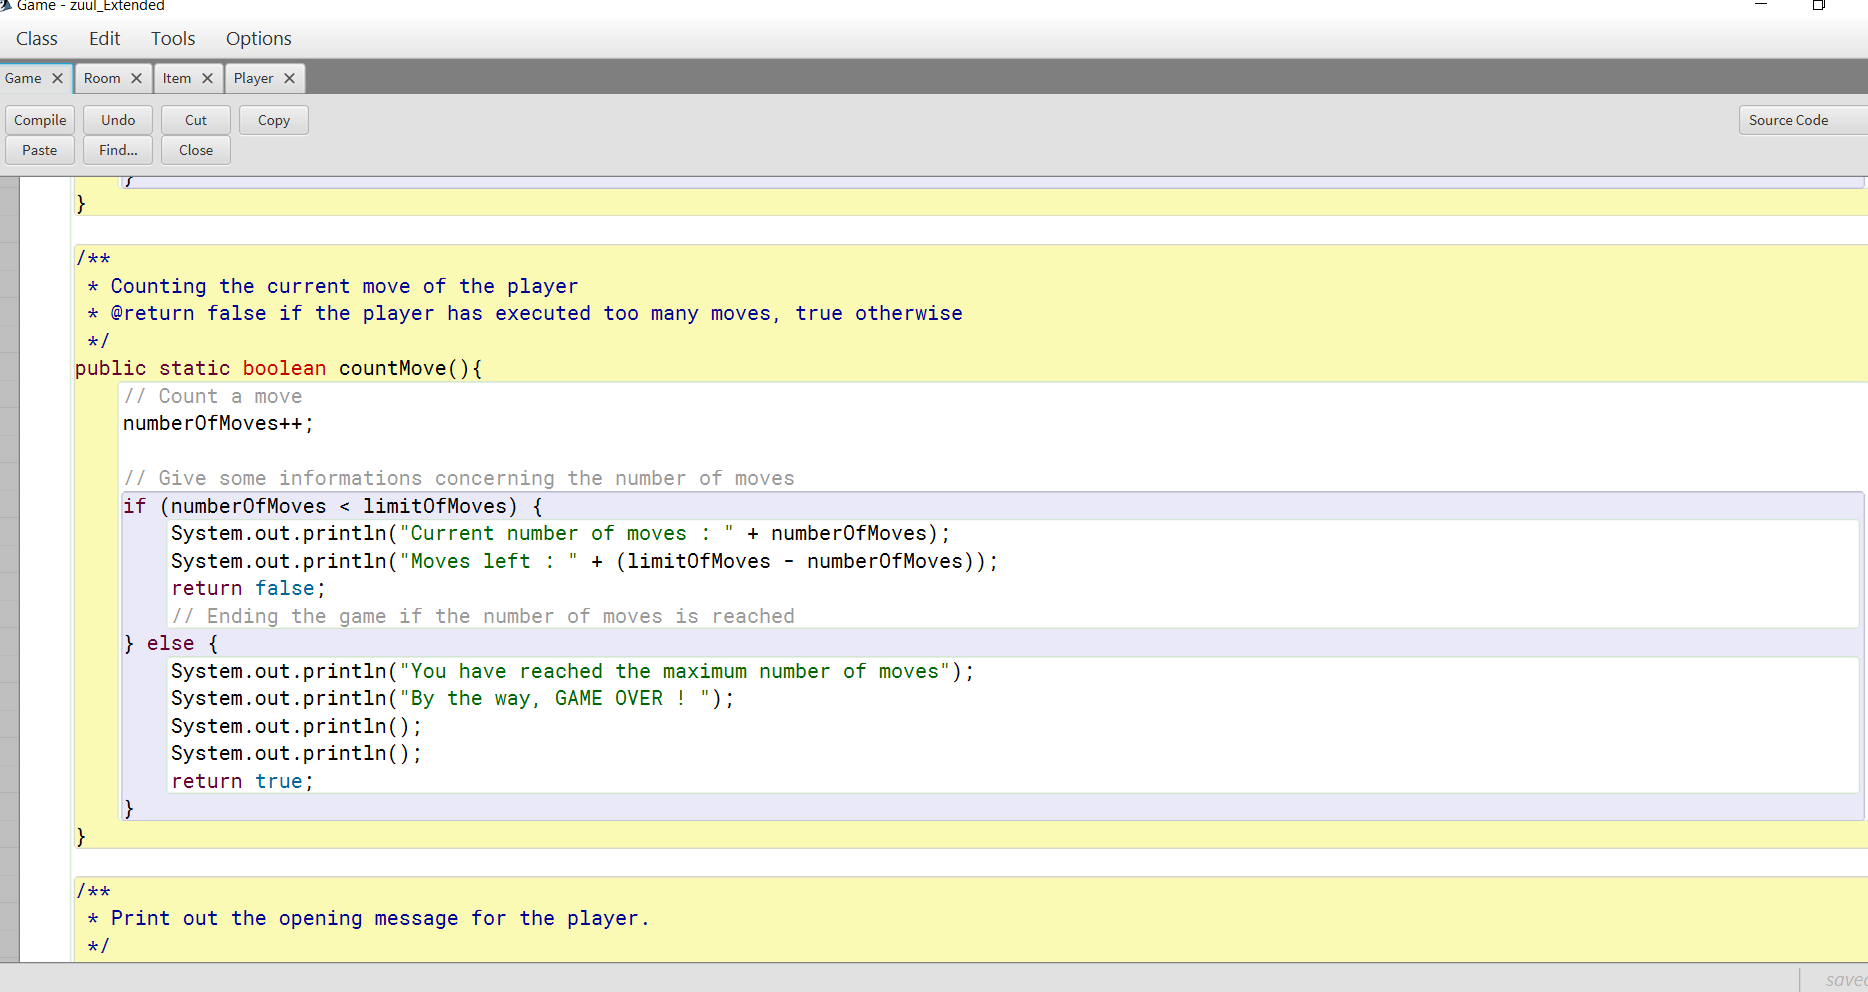 Game - zuul_Extended
Class Edit Tools Options
Game Room Item Player
Compile Undo Cut Copy Source Code
Paste Find... Close
}
}
/**
* Counting the current move of the player
* @return false if the player has executed too many moves, true otherwise
*/
public static boolean countMove(){
// Count a move
numberOfMoves++;
// Give some informations concerning the number of moves
if (numberOfMoves < limitOfMoves) {
System.out.println("Current number of moves : " + numberOfMoves);
System.out.println("Moves left : " + (limitOfMoves - numberOfMoves));
return false;
// Ending the game if the number of moves is reached
} else {
System.out.println("You have reached the maximum number of moves");
System.out.println("By the way, GAME OVER ! ");
System.out.println();
System.out.println();
return true;
}
}
/**
* Print out the opening message for the player.
*/